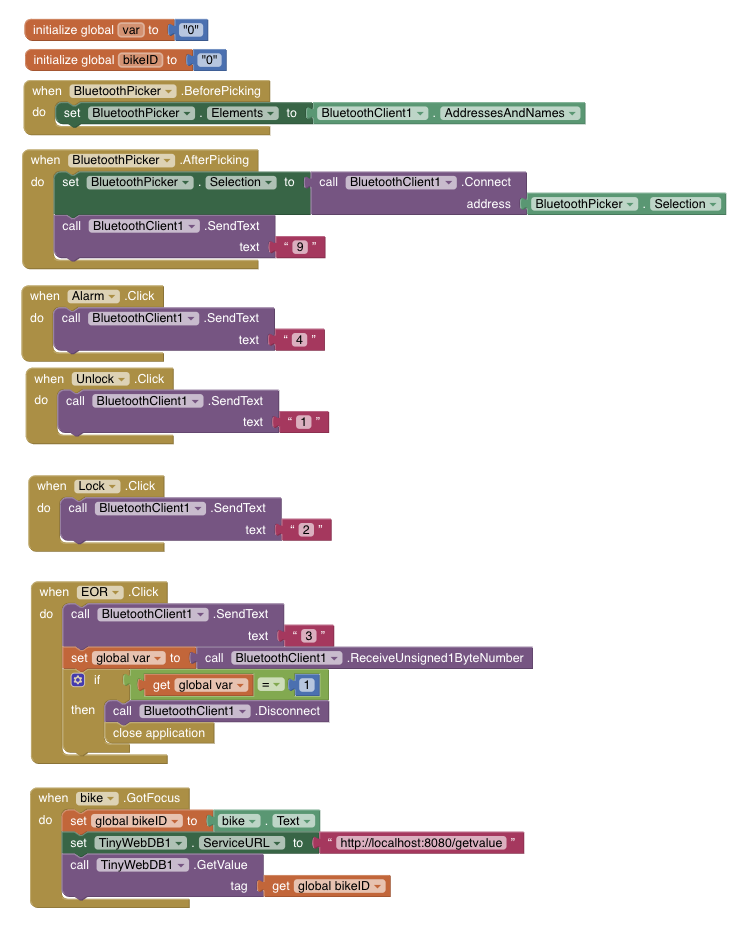 initialize global var to "0"
initialize global bikeID to "0"
when BluetoothPicker .BeforePicking
do set BluetoothPicker . Elements to BluetoothClient1 . AddressesAndNames
when BluetoothPicker .AfterPicking
do set BluetoothPicker . Selection to call BluetoothClient1 .Connect
address BluetoothPicker . Selection
call BluetoothClient1 .SendText
text “ 9 ”
when Alarm .Click
do call BluetoothClient1 .SendText
text “ 4 ”
when Unlock .Click
do call BluetoothClient1 .SendText
text “ 1 ”
when Lock .Click
do call BluetoothClient1 .SendText
text “ 2 ”
when EOR .Click
do call BluetoothClient1 .SendText
text “ 3 ”
set global var to call BluetoothClient1 .ReceiveUnsigned1ByteNumber
if get global var = 1
then call BluetoothClient1 .Disconnect
close application
when bike .GotFocus
do set global bikeID to bike . Text
set TinyWebDB1 . ServiceURL to “ http://localhost:8080/getvalue ”
call TinyWebDB1 .GetValue
tag get global bikeID